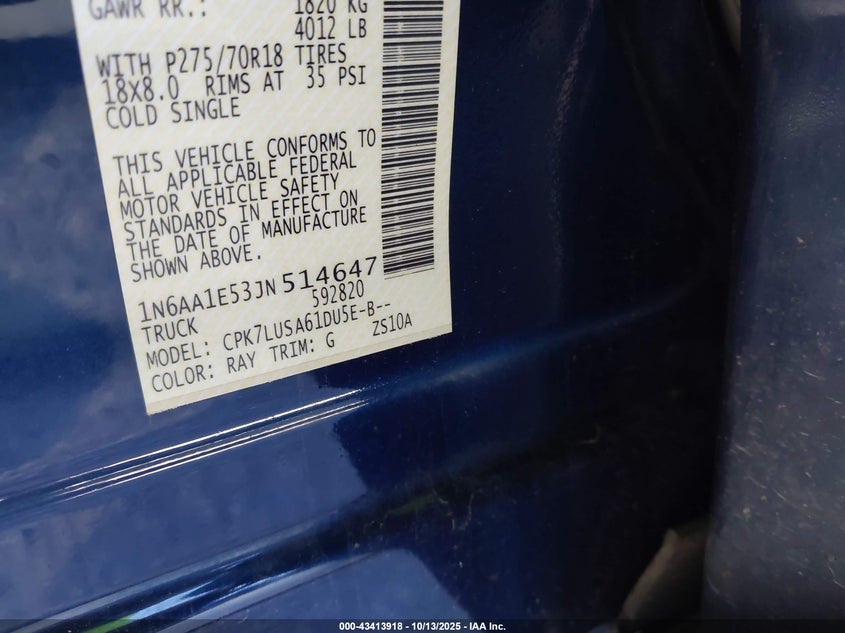 GAWR RR.: 1820 KG
4012 LB
WITH P275/70R18 TIRES
18X8.0 RIMS AT 35 PSI
COLD SINGLE
THIS VEHICLE CONFORMS TO
ALL APPLICABLE FEDERAL
MOTOR VEHICLE SAFETY
STANDARDS IN EFFECT ON
THE DATE OF MANUFACTURE
SHOWN ABOVE.
1N6AA1E53JN514647
592820
TRUCK
MODEL: CPK7LUSA61DU5E-B--
COLOR: RAY TRIM: G ZS10A
000-43413918 - 10/13/2025 - IAA Inc.